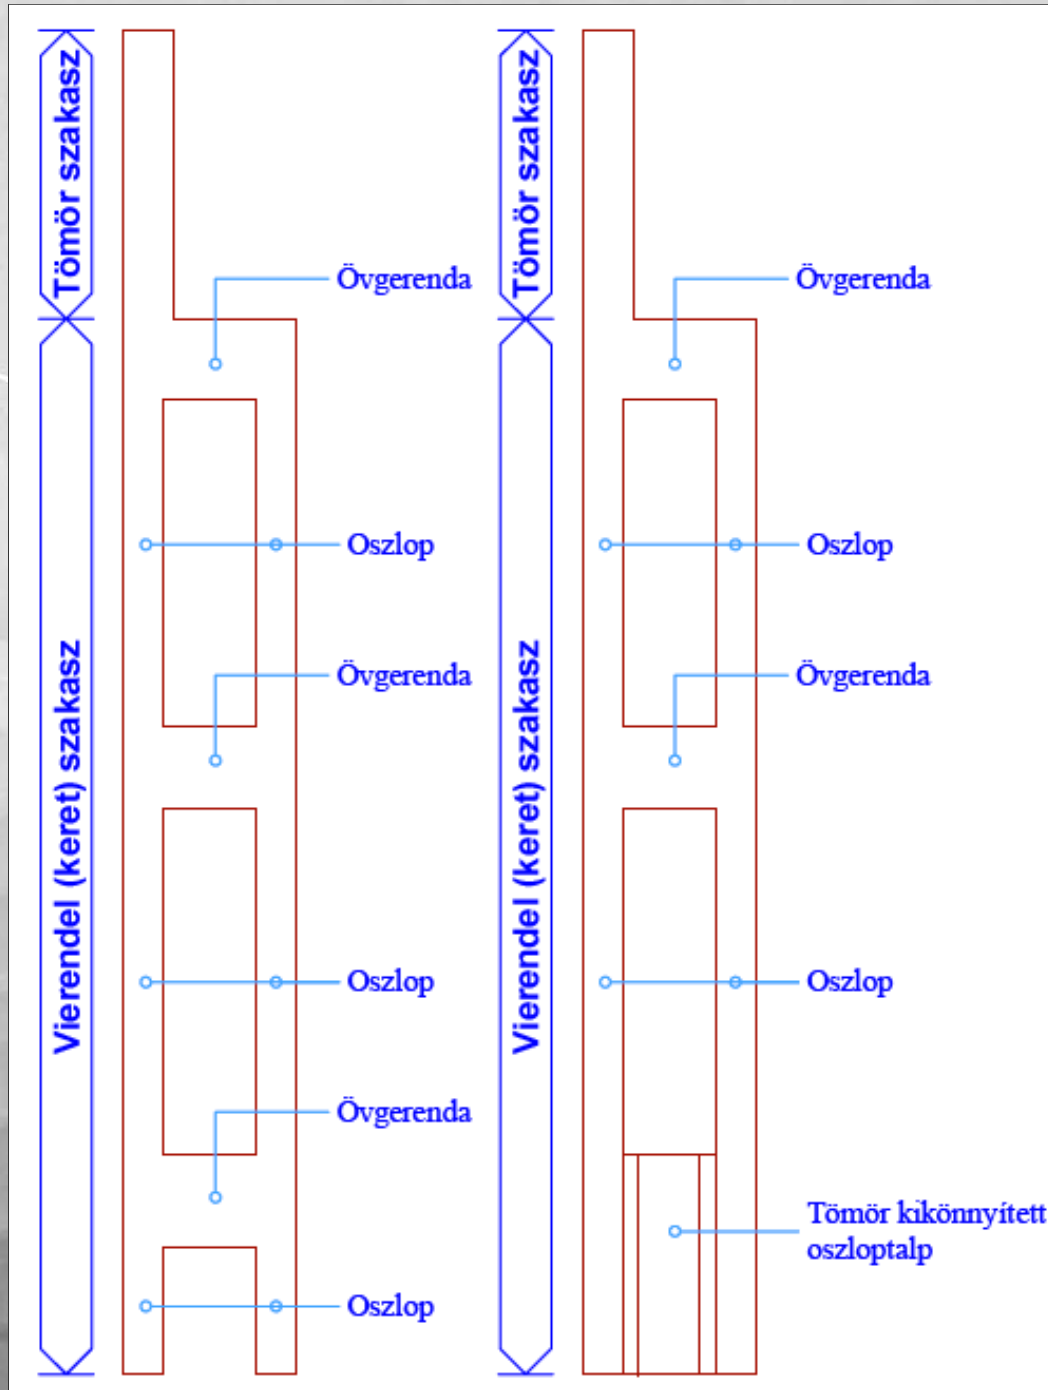 Tömör szakasz
Vierendel (keret) szakasz
Övgerenda
Oszlop
Övgerenda
Oszlop
Övgerenda
Oszlop
Tömör szakasz
Vierendel (keret) szakasz
Övgerenda
Oszlop
Övgerenda
Oszlop
Tömör kikönnyített
oszloptalp